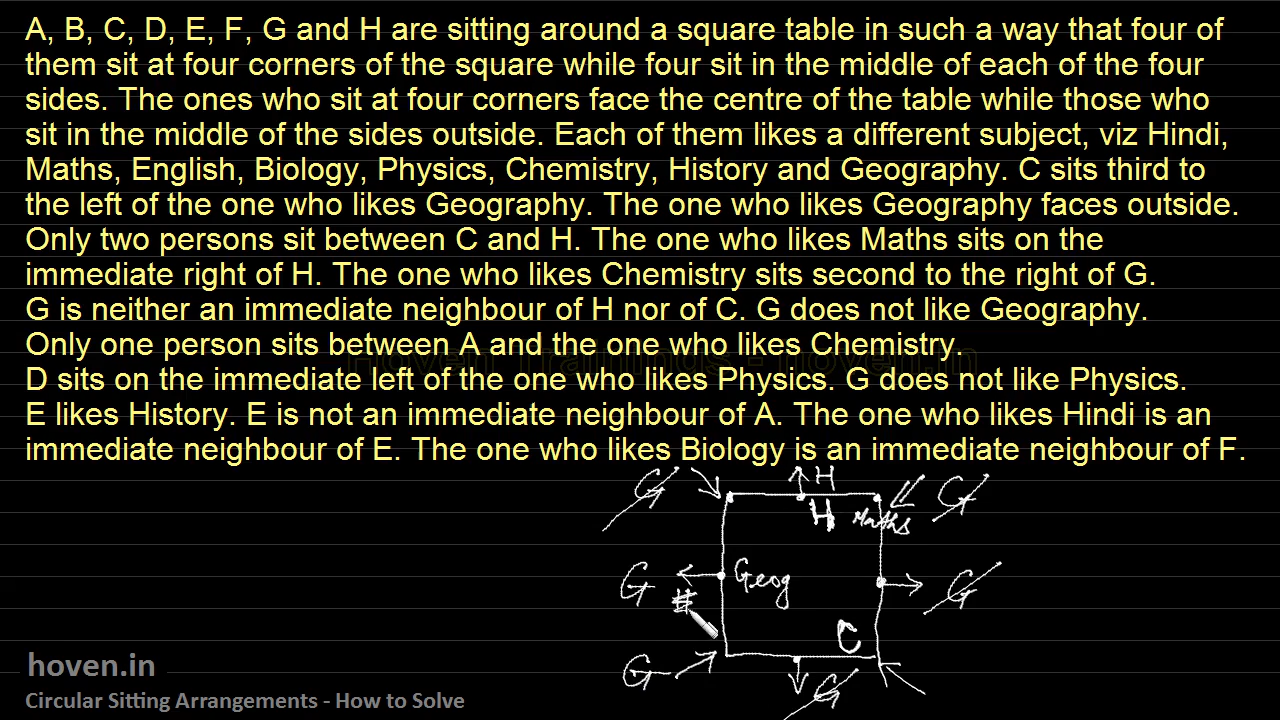 A, B, C, D, E, F, G and H are sitting around a square table in such a way that four of
them sit at four corners of the square while four sit in the middle of each of the four
sides. The ones who sit at four corners face the centre of the table while those who
sit in the middle of the sides outside. Each of them likes a different subject, viz Hindi,
Maths, English, Biology, Physics, Chemistry, History and Geography. C sits third to
the left of the one who likes Geography. The one who likes Geography faces outside.
Only two persons sit between C and H. The one who likes Maths sits on the
immediate right of H. The one who likes Chemistry sits second to the right of G.
G is neither an immediate neighbour of H nor of C. G does not like Geography.
Only one person sits between A and the one who likes Chemistry.
Hoven Trainings - hoven.in
D sits on the immediate left of the one who likes Physics. G does not like Physics.
E likes History. E is not an immediate neighbour of A. The one who likes Hindi is an
immediate neighbour of E. The one who likes Biology is an immediate neighbour of F.
G H G
H Maths
G Geog G
C
G G
hoven.in
Circular Sitting Arrangements - How to Solve